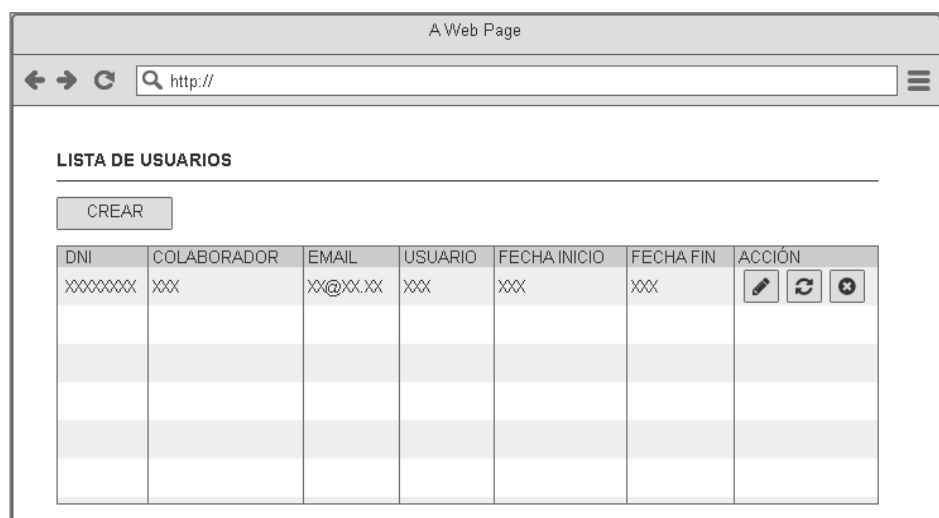 A Web Page
http://
LISTA DE USUARIOS
CREAR
DNI COLABORADOR EMAIL USUARIO FECHA INICIO FECHA FIN ACCIÓN
XXXXXXXX XXX XX@XX.XX XXX XXX XXX